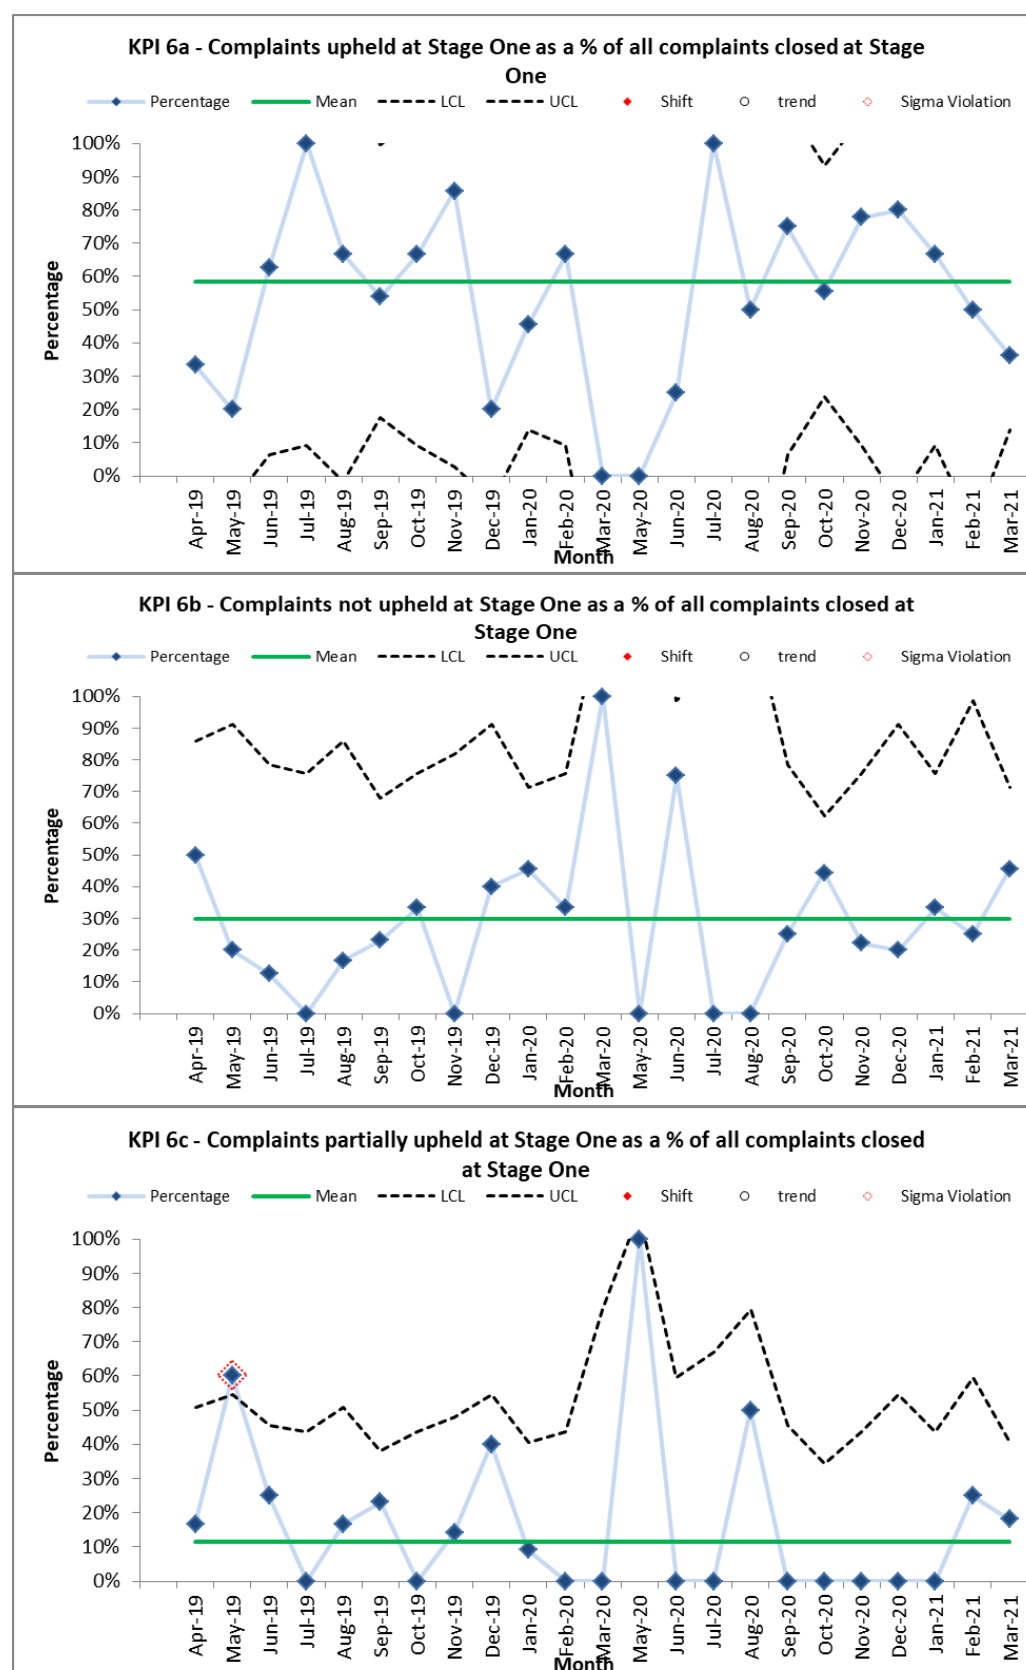 KPI 6a - Complaints upheld at Stage One as a % of all complaints closed at Stage
One
Percentage Mean LCL UCL Shift trend Sigma Violation
100%
90%
80%
70%
60%
50%
40%
30%
20%
10%
0%
Percentage
Apr-19 May-19 Jun-19 Jul-19 Aug-19 Sep-19 Oct-19 Nov-19 Dec-19 Jan-20 Feb-20 Mar-20 May-20 Jun-20 Jul-20 Aug-20 Sep-20 Oct-20 Nov-20 Dec-20 Jan-21 Feb-21 Mar-21
Month
KPI 6b - Complaints not upheld at Stage One as a % of all complaints closed at
Stage One
Percentage Mean LCL UCL Shift trend Sigma Violation
100%
90%
80%
70%
60%
50%
40%
30%
20%
10%
0%
Percentage
Apr-19 May-19 Jun-19 Jul-19 Aug-19 Sep-19 Oct-19 Nov-19 Dec-19 Jan-20 Feb-20 Mar-20 May-20 Jun-20 Jul-20 Aug-20 Sep-20 Oct-20 Nov-20 Dec-20 Jan-21 Feb-21 Mar-21
Month
KPI 6c - Complaints partially upheld at Stage One as a % of all complaints closed
at Stage One
Percentage Mean LCL UCL Shift trend Sigma Violation
100%
90%
80%
70%
60%
50%
40%
30%
20%
10%
0%
Percentage
Apr-19 May-19 Jun-19 Jul-19 Aug-19 Sep-19 Oct-19 Nov-19 Dec-19 Jan-20 Feb-20 Mar-20 May-20 Jun-20 Jul-20 Aug-20 Sep-20 Oct-20 Nov-20 Dec-20 Jan-21 Feb-21 Mar-21
Month